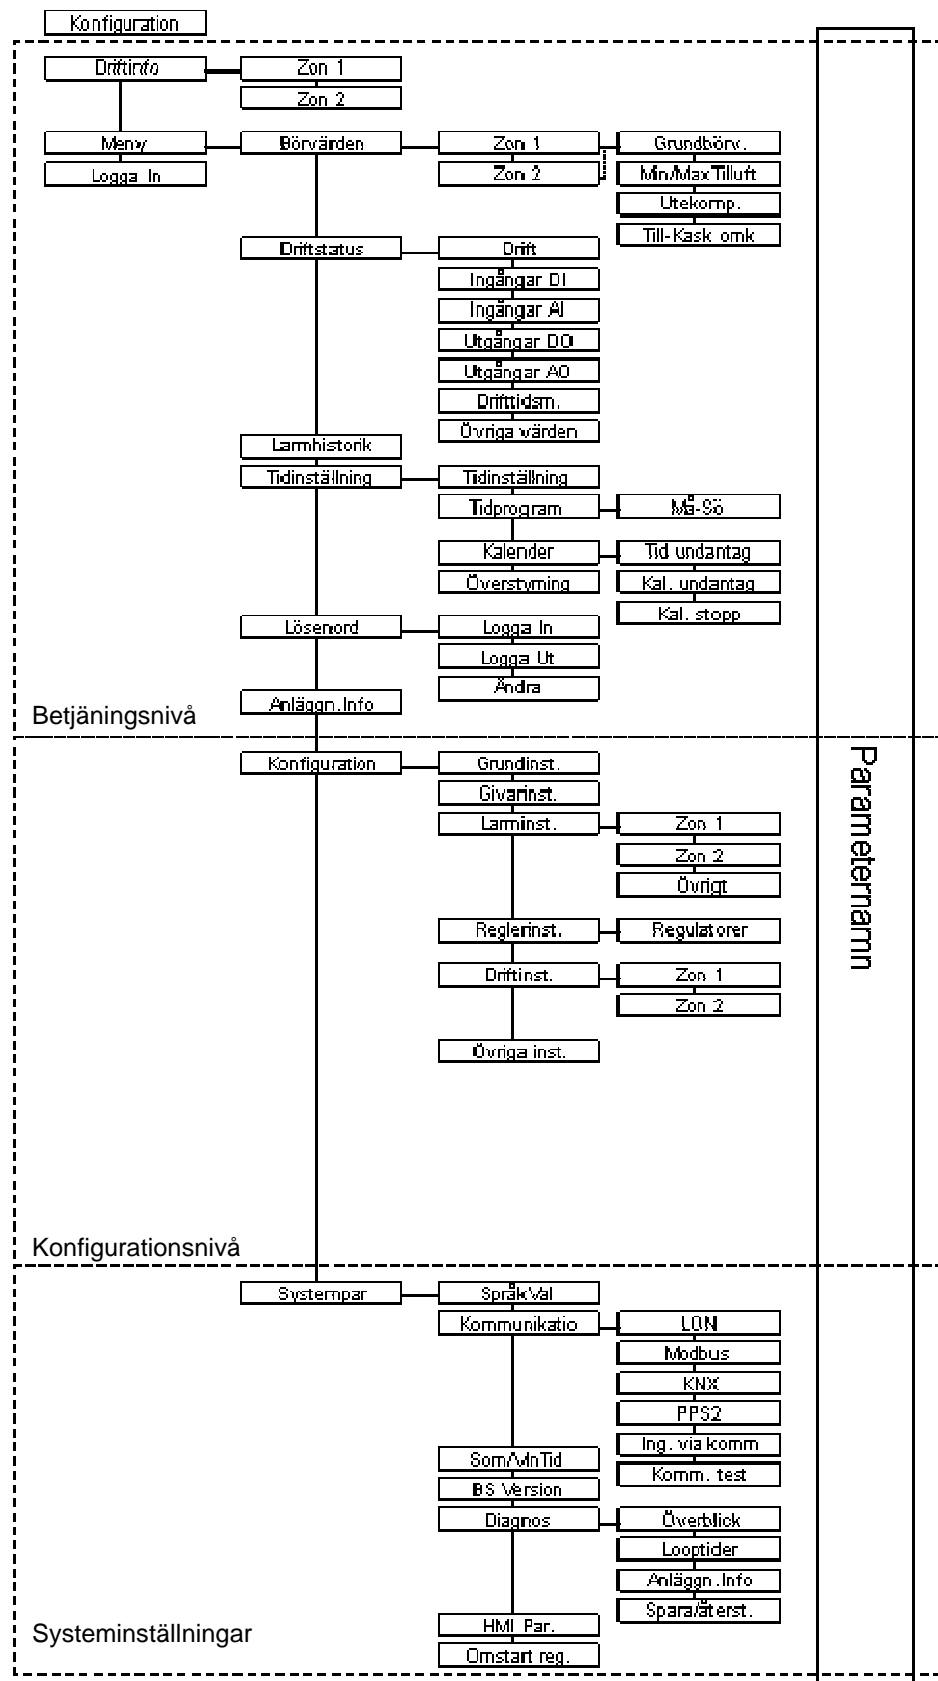 Konfiguration
Driftinfo Zon 1
Zon 2
Meny Börvärden Zon 1 Grundbörv.
Logga In Zon 2 Min/MaxTilluft
Utekomp.
Driftstatus Drift Till-Kask omk
Ingångar DI
Ingångar AI
Utgångar DO
Utgångar AO
Drifttidsm.
Övriga värden
Larmhistorik
Tidinställning Tidinställning
Tidprogram Må-Sö
Kalender Tid undantag
Överstyrning Kal. undantag
Kal. stopp
Lösenord Logga In
Logga Ut
Ändra
Anläggn.Info
Betjäningsnivå
Konfiguration Grundinst.
Givarinst.
Larminst. Zon 1
Zon 2
Övrigt
Reglerinst. Regulatorer
Driftinst. Zon 1
Zon 2
Övriga inst.
Parameternamn
Konfigurationsnivå
Systempar SpråkVal
Kommunikatio LON
Modbus
KNX
PPS2
Ing. via komm
Som/VinTid Komm. test
BS Version
Diagnos Överblick
Looptider
Anläggn.Info
Spara/återst.
HMI Par.
Omstart reg.
Systeminställningar